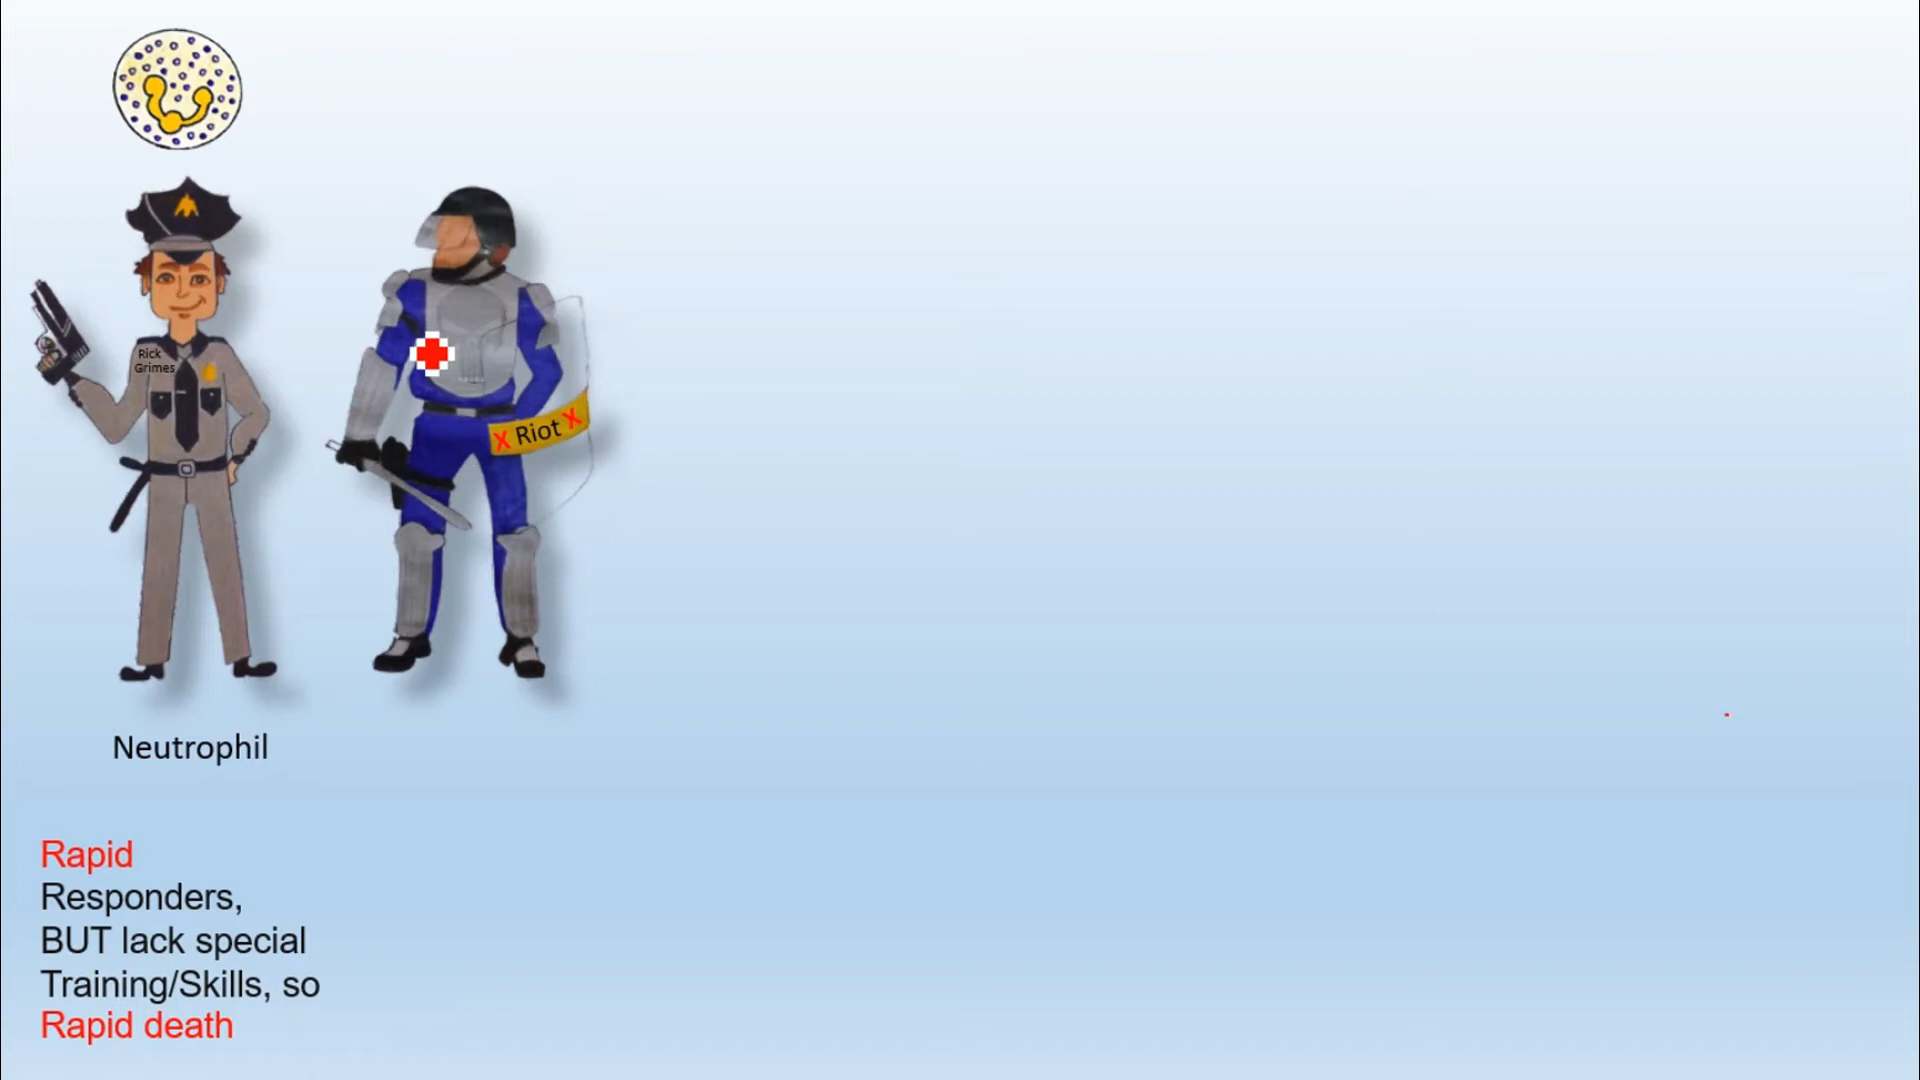 Rick
Grimes
X Riot X
Neutrophil
Rapid
Responders,
BUT lack special
Training/Skills, so
Rapid death